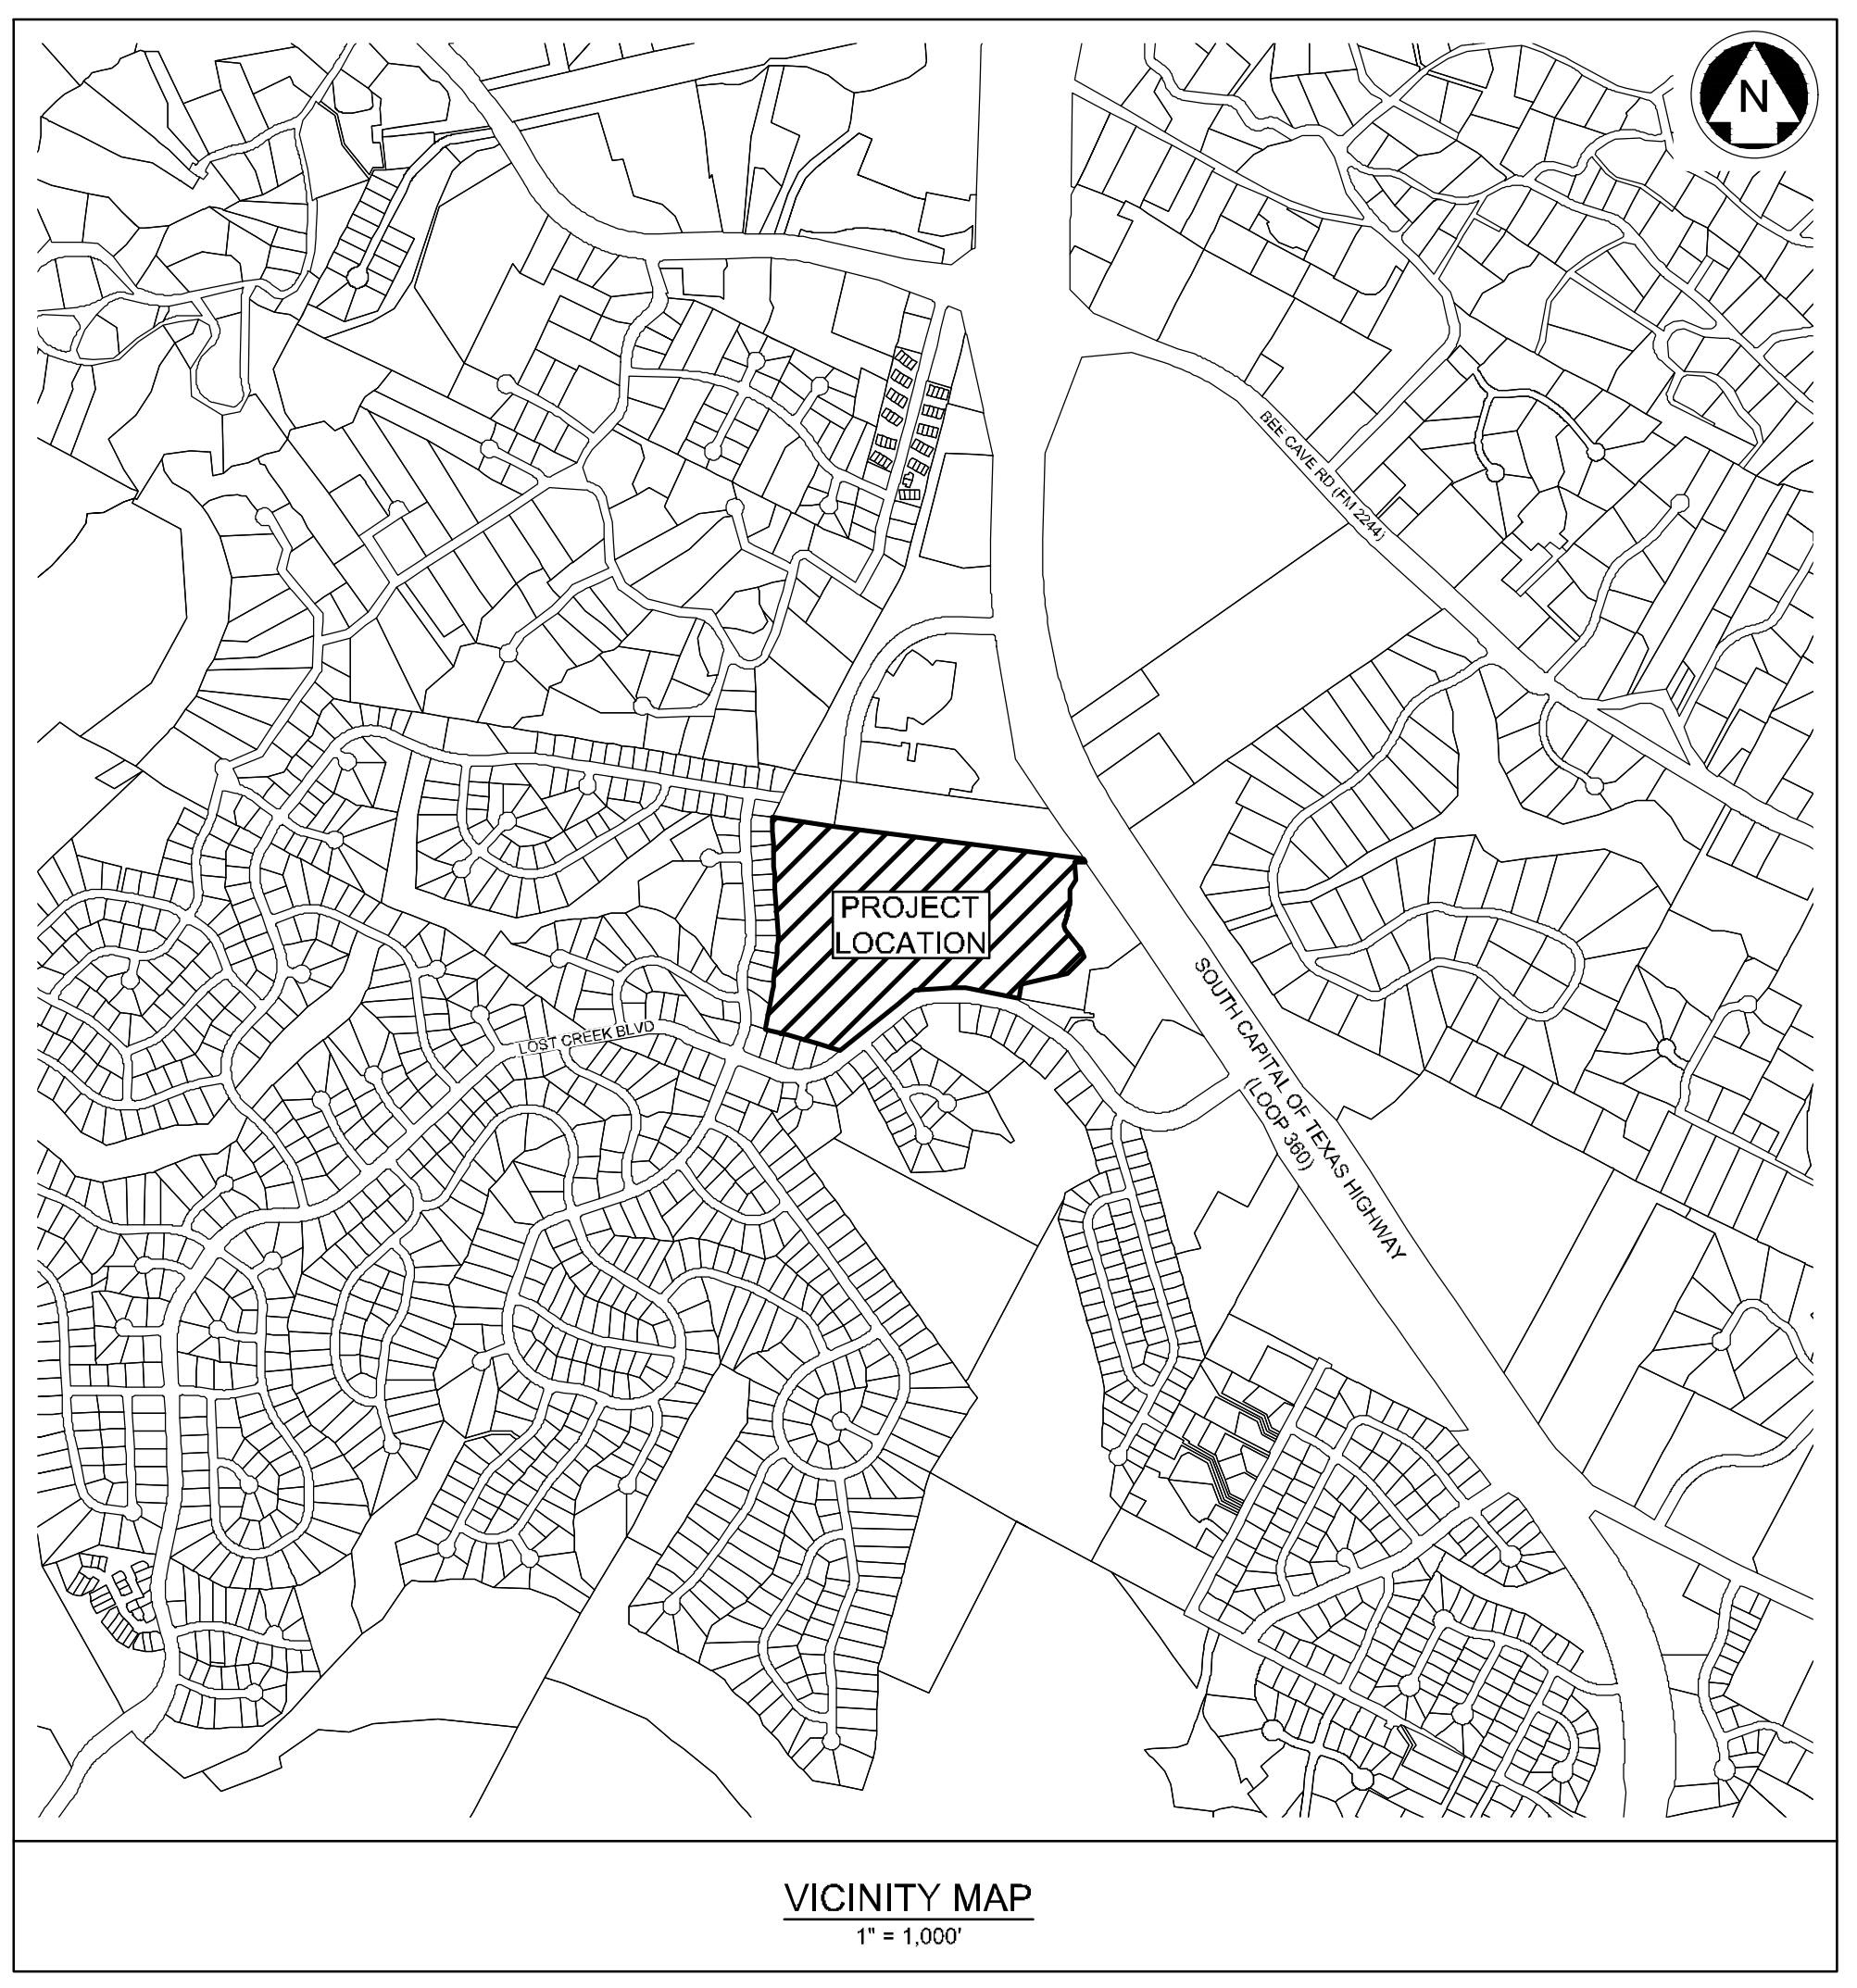 N
BEE CAVE RD (FM 2244)
PROJECT
LOCATION
LOST CREEK BLVD
SOUTH CAPITAL OF TEXAS HIGHWAY
(LOOP 360)
VICINITY MAP
1" = 1,000'